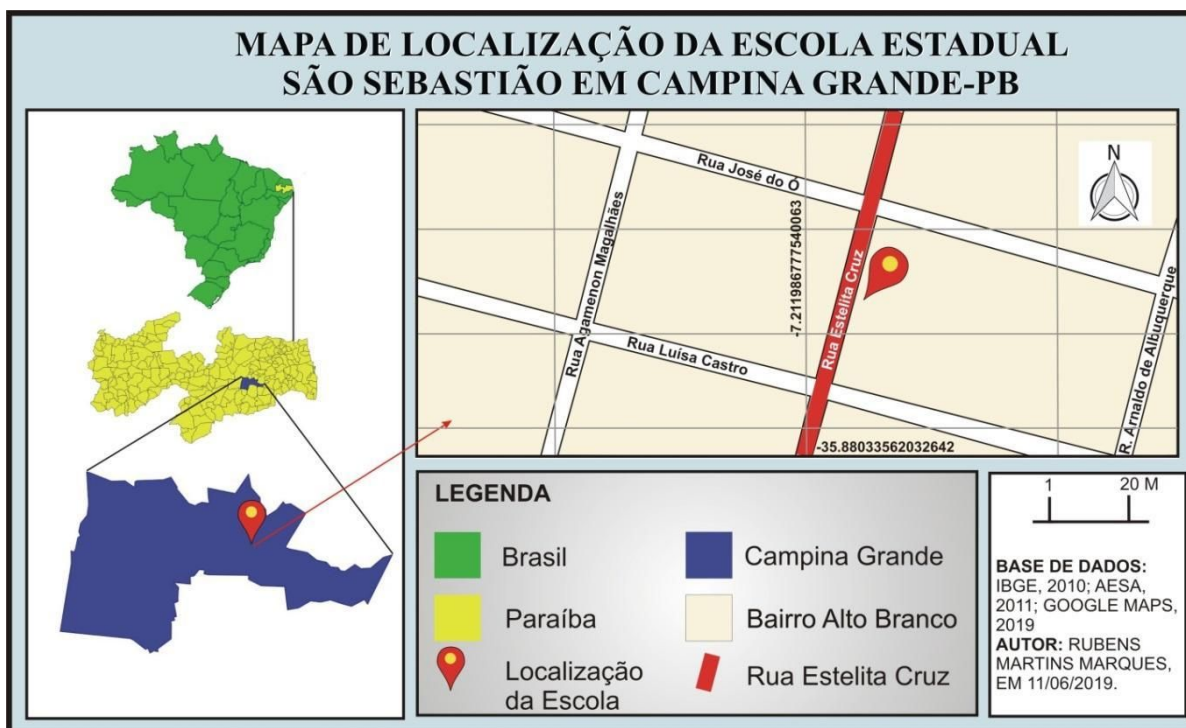 MAPA DE LOCALIZAÇÃO DA ESCOLA ESTADUAL
SÃO SEBASTIÃO EM CAMPINA GRANDE-PB
N
Rua José do Ó
Rua Agamenon Magalhães
-7.211986777540063
Rua Estelita Cruz
Rua Luísa Castro
R. Arnaldo de Albuquerque
-35.88033562032642
LEGENDA
Brasil
Campina Grande
Paraíba
Bairro Alto Branco
Localização
da Escola
Rua Estelita Cruz
1 20 M
BASE DE DADOS:
IBGE, 2010; AESA,
2011; GOOGLE MAPS,
2019
AUTOR: RUBENS
MARTINS MARQUES,
EM 11/06/2019.